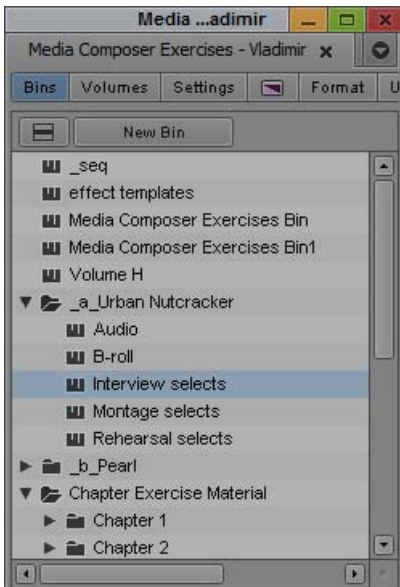 Media ...adimir
Media Composer Exercises - Vladimir
Bins Volumes Settings Format U
New Bin
_seq
effect templates
Media Composer Exercises Bin
Media Composer Exercises Bin1
Volume H
_a_Urban Nutcracker
Audio
B-roll
Interview selects
Montage selects
Rehearsal selects
_b_Pearl
Chapter Exercise Material
Chapter 1
Chapter 2